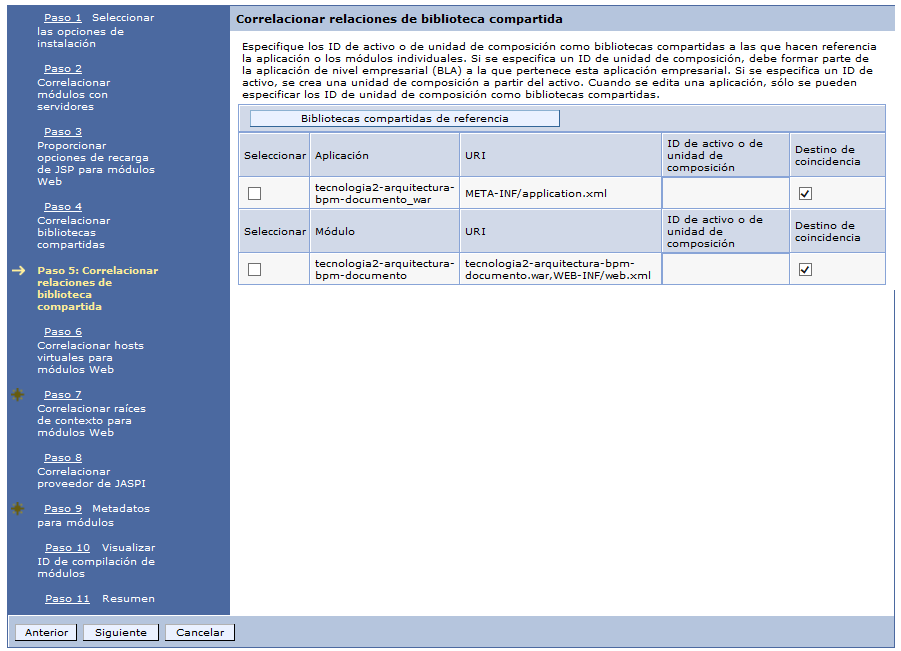 Paso 1 Seleccionar
las opciones de
instalación
Paso 2
Correlacionar
módulos con
servidores
Paso 3
Proporcionar
opciones de recarga
de JSP para módulos
Web
Paso 4
Correlacionar
bibliotecas
compartidas
Paso 5: Correlacionar
relaciones de
biblioteca
compartida
Paso 6
Correlacionar hosts
virtuales para
módulos Web
Paso 7
Correlacionar raíces
de contexto para
módulos Web
Paso 8
Correlacionar
proveedor de JASPI
Paso 9 Metadatos
para módulos
Paso 10 Visualizar
ID de compilación de
módulos
Paso 11 Resumen
Correlacionar relaciones de biblioteca compartida
Especifique los ID de activo o de unidad de composición como bibliotecas compartidas a las que hacen referencia
la aplicación o los módulos individuales. Si se especifica un ID de unidad de composición, debe formar parte de
la aplicación de nivel empresarial (BLA) a la que pertenece esta aplicación empresarial. Si se especifica un ID de
activo, se crea una unidad de composición a partir del activo. Cuando se edita una aplicación, sólo se pueden
especificar los ID de unidad de composición como bibliotecas compartidas.
Bibliotecas compartidas de referencia
Seleccionar Aplicación URI ID de activo o de
unidad de
composición Destino de
coincidencia
tecnologia2-arquitectura-
bpm-documento_war META-INF/application.xml
Seleccionar Módulo URI ID de activo o de
unidad de
composición Destino de
coincidencia
tecnologia2-arquitectura-
bpm-documento tecnologia2-arquitectura-bpm-
documento.war,WEB-INF/web.xml
Anterior Siguiente Cancelar